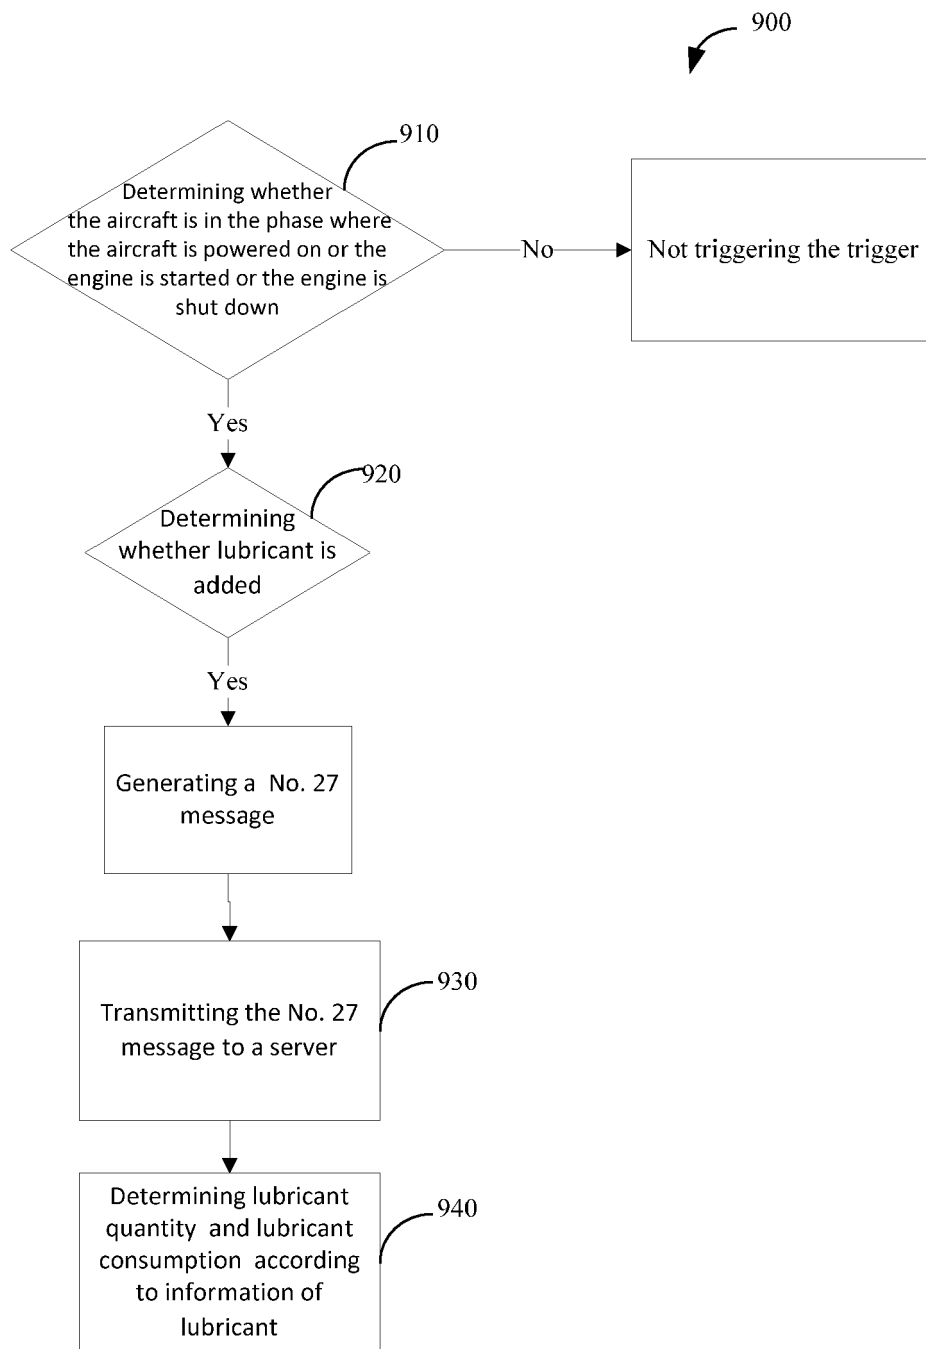 900
910
Determining whether
the aircraft is in the phase where
the aircraft is powered on or the
engine is started or the engine is
shut down
No
Not triggering the trigger
Yes
920
Determining
whether lubricant is
added
Yes
Generating a No. 27
message
930
Transmitting the No. 27
message to a server
940
Determining lubricant
quantity and lubricant
consumption according
to information of
lubricant